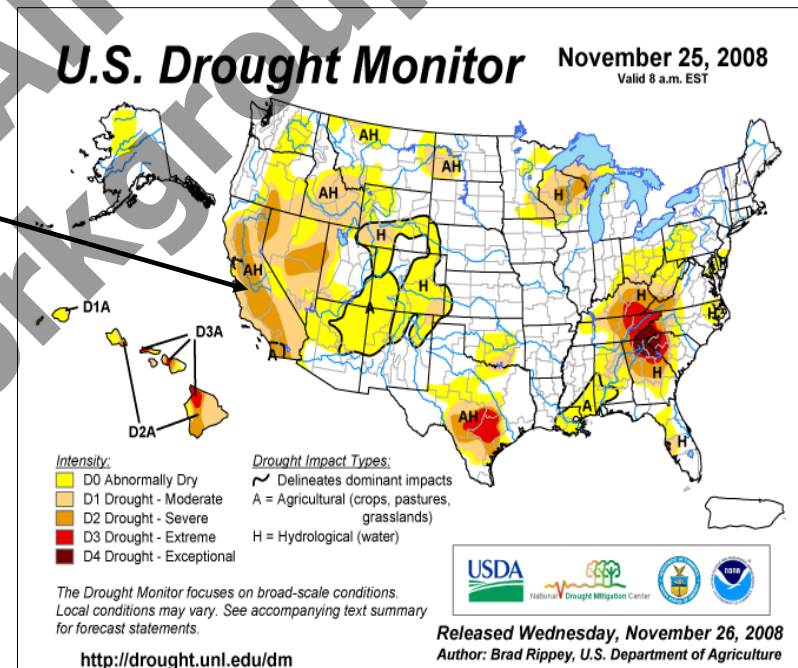 U.S. Drought Monitor
November 25, 2008
Valid 8 a.m. EST
AH
AH
AH
H
H
AH
H
A
A
H
H
H
H
AH
A
H
D1A
D3A
D2A
Intensity:
D0 Abnormally Dry
D1 Drought - Moderate
D2 Drought - Severe
D3 Drought - Extreme
D4 Drought - Exceptional
Drought Impact Types:
Delineates dominant impacts
A = Agricultural (crops, pastures,
grasslands)
H = Hydrological (water)
The Drought Monitor focuses on broad-scale conditions.
Local conditions may vary. See accompanying text summary
for forecast statements.
http://drought.unl.edu/dm
USDA
National Drought Mitigation Center
NOAA
Released Wednesday, November 26, 2008
Author: Brad Rippey, U.S. Department of Agriculture